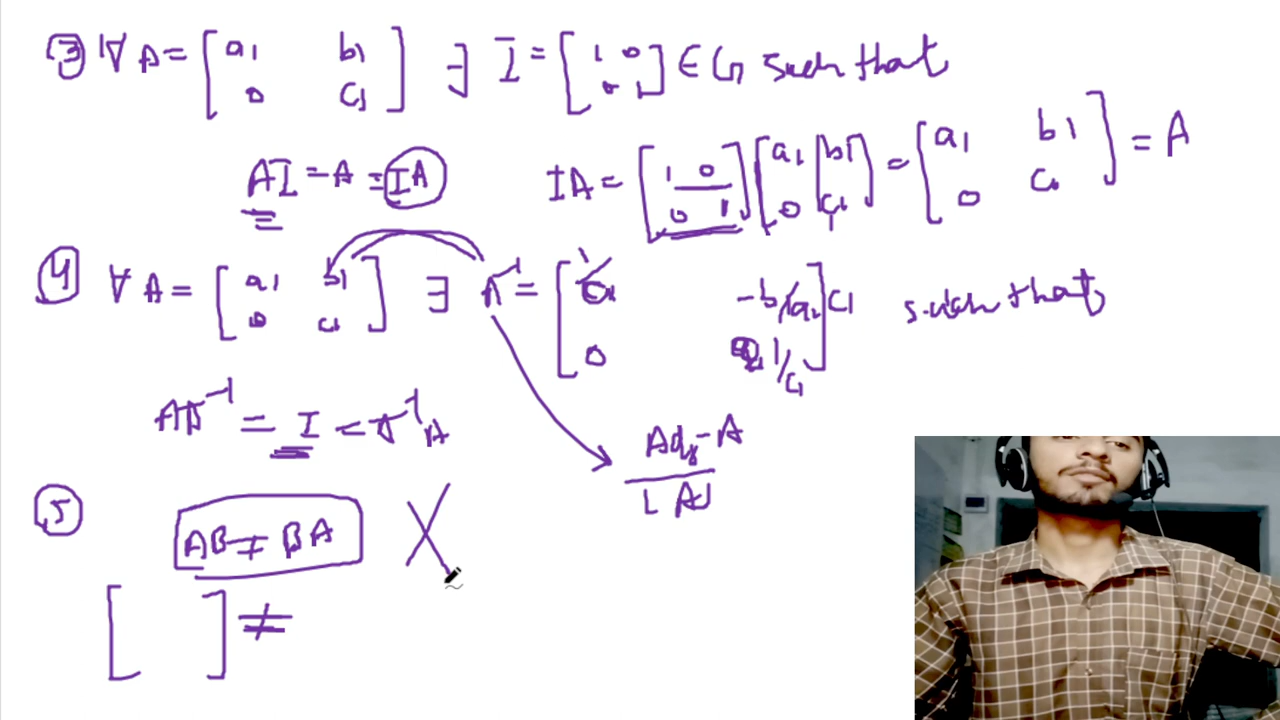 ③ ∀ A = [a1 b1 0 c1] ∃ I = [1 0 0 1] ∈ G such that
AI = A = IA IA = [1 0 0 1] [a1 b1 0 c1] = [a1 b1 0 c1] = A
④ ∀ A = [a1 b1 0 c1] ∃ A⁻¹ = [1/a1 -b1/a1 c1 0 1/c1] such that
AA⁻¹ = I = A⁻¹A
Adj-A
|A|
⑤ AB ≠ BA X
[ ] ≠